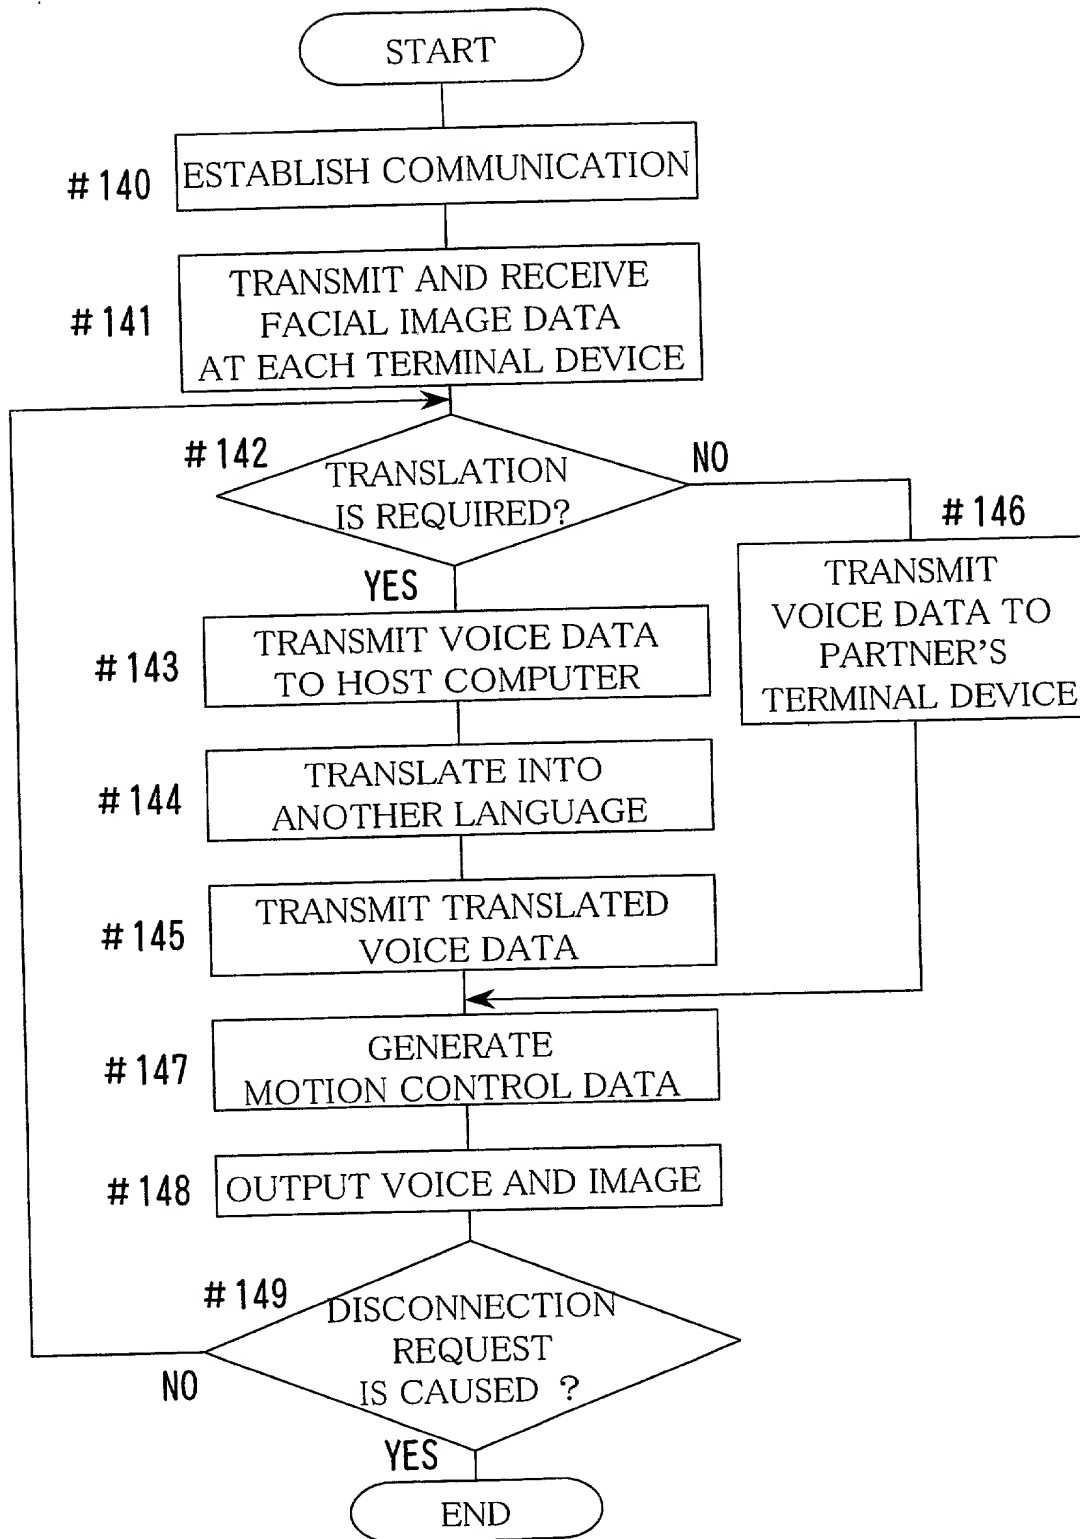 START
#140
ESTABLISH COMMUNICATION
#141
TRANSMIT AND RECEIVE
FACIAL IMAGE DATA
AT EACH TERMINAL DEVICE
#142
TRANSLATION
IS REQUIRED?
NO
YES
#146
TRANSMIT
VOICE DATA TO
PARTNER'S
TERMINAL DEVICE
#143
TRANSMIT VOICE DATA
TO HOST COMPUTER
#144
TRANSLATE INTO
ANOTHER LANGUAGE
#145
TRANSMIT TRANSLATED
VOICE DATA
#147
GENERATE
MOTION CONTROL DATA
#148
OUTPUT VOICE AND IMAGE
#149
DISCONNECTION
REQUEST
IS CAUSED ?
NO
YES
END